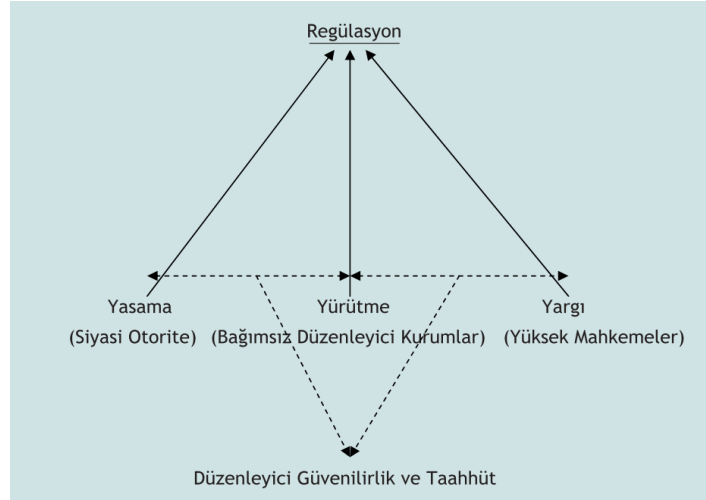 Regülasyon
Yasama Yürütme Yargı
(Siyasi Otorite) (Bağımsız Düzenleyici Kurumlar) (Yüksek Mahkemeler)
Düzenleyici Güvenilirlik ve Taahhüt